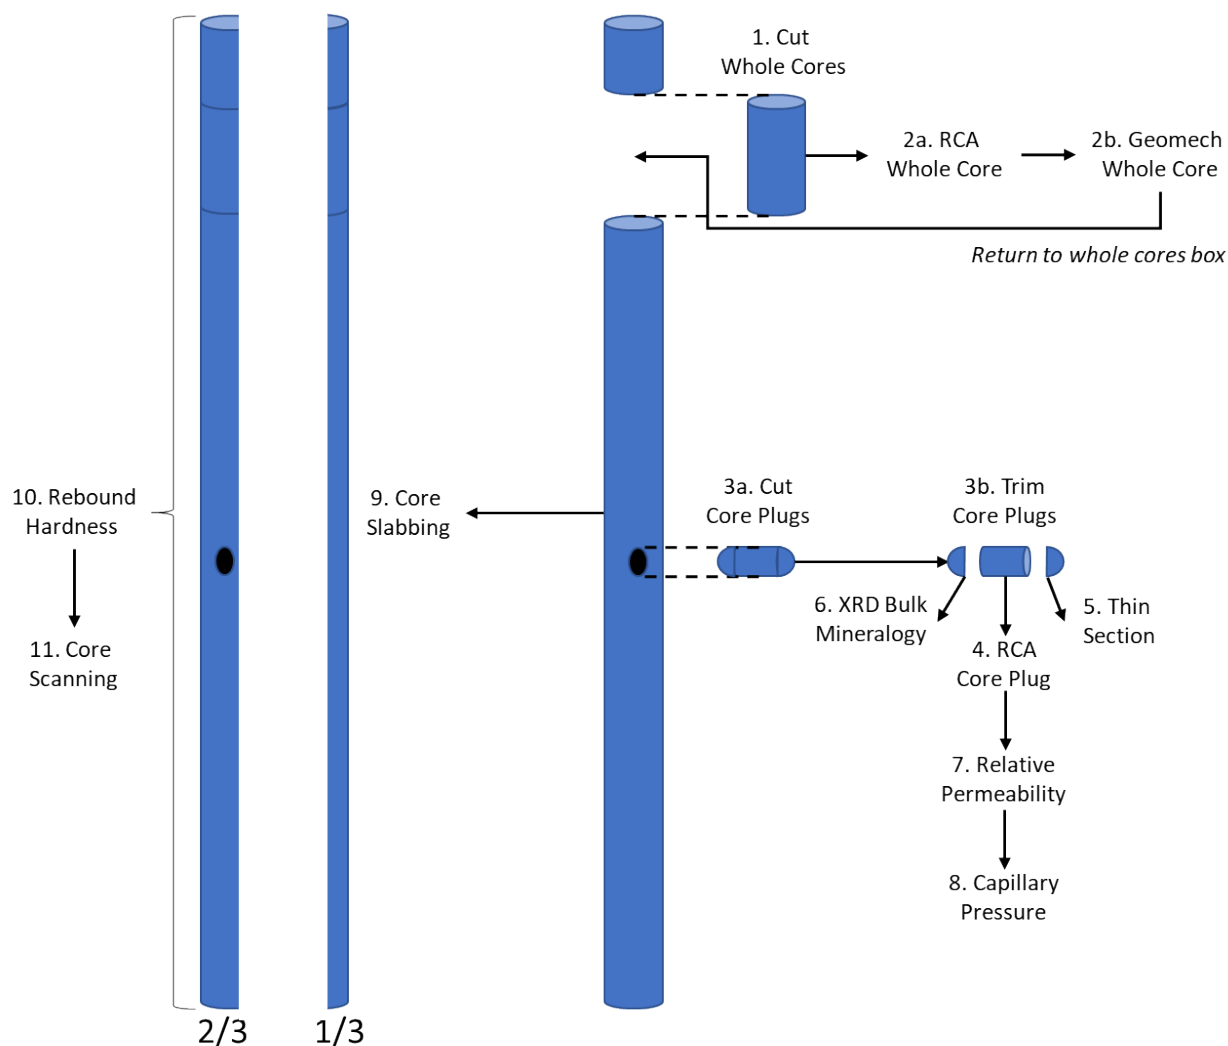 1. Cut
Whole Cores
2a. RCA
Whole Core
2b. Geomech
Whole Core
Return to whole cores box
10. Rebound
Hardness
9. Core
Slabbing
3a. Cut
Core Plugs
3b. Trim
Core Plugs
6. XRD Bulk
Mineralogy
5. Thin
Section
4. RCA
Core Plug
11. Core
Scanning
7. Relative
Permeability
8. Capillary
Pressure
2/3
1/3